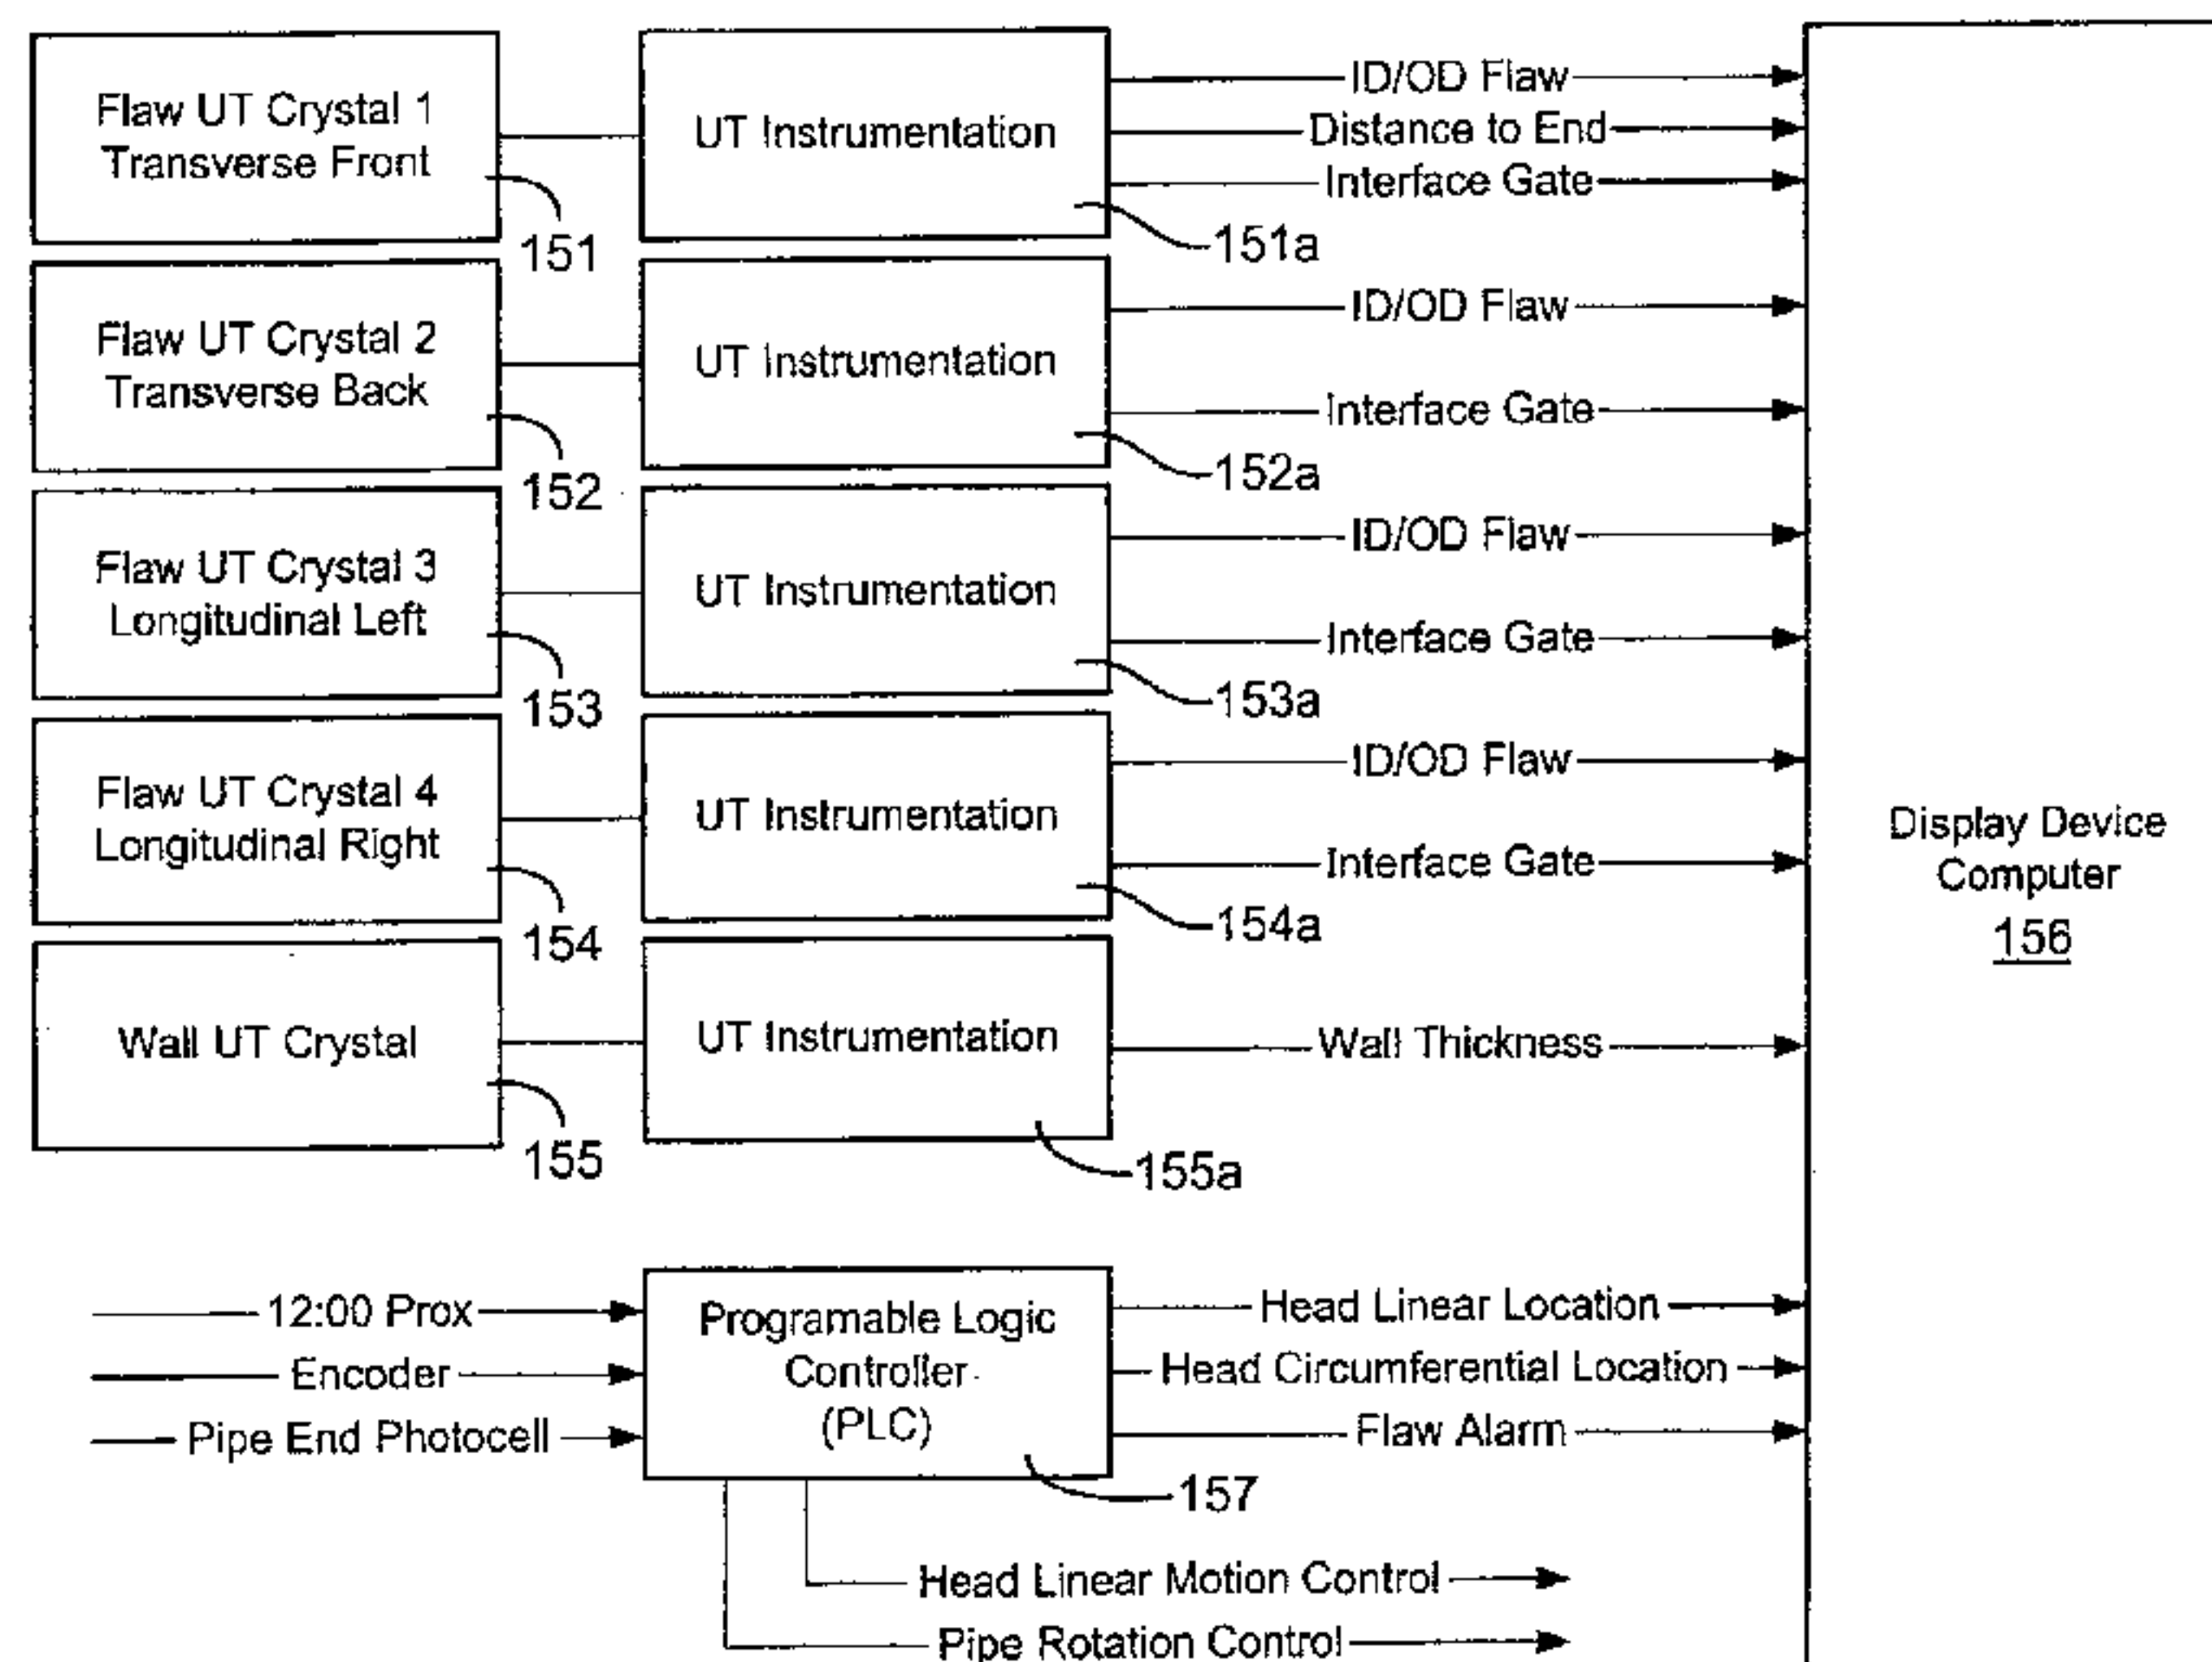 Flaw UT Crystal 1
Transverse Front
151
UT Instrumentation
151a
ID/OD Flaw
Distance to End
Interface Gate
Flaw UT Crystal 2
Transverse Back
152
UT Instrumentation
152a
ID/OD Flaw
Interface Gate
Flaw UT Crystal 3
Longitudinal Left
153
UT Instrumentation
153a
ID/OD Flaw
Interface Gate
Flaw UT Crystal 4
Longitudinal Right
154
UT Instrumentation
154a
ID/OD Flaw
Interface Gate
Wall UT Crystal
155
UT Instrumentation
155a
Wall Thickness
Display Device
Computer
156
12:00 Prox
Encoder
Pipe End Photocell
Programable Logic
Controller
(PLC)
157
Head Linear Location
Head Circumferential Location
Flaw Alarm
Head Linear Motion Control
Pipe Rotation Control